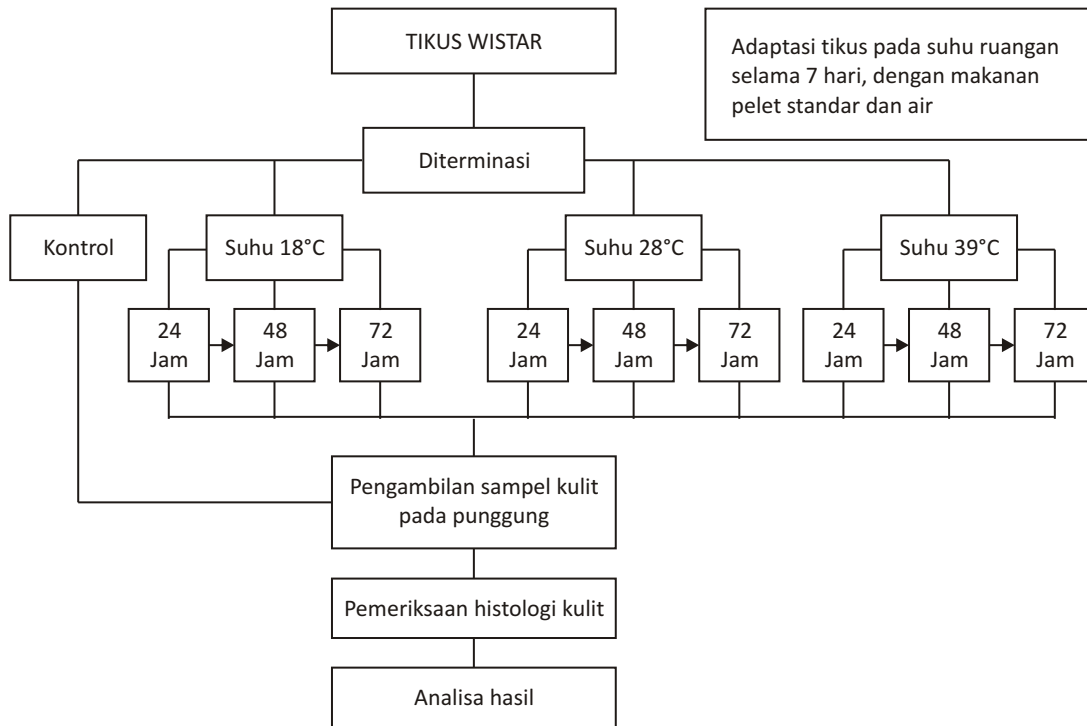 TIKUS WISTAR
Adaptasi tikus pada suhu ruangan
selama 7 hari, dengan makanan
pelet standar dan air
Diterminasi
Kontrol
Suhu 18°C
Suhu 28°C
Suhu 39°C
24
Jam
48
Jam
72
Jam
24
Jam
48
Jam
72
Jam
24
Jam
48
Jam
72
Jam
Pengambilan sampel kulit
pada punggung
Pemeriksaan histologi kulit
Analisa hasil